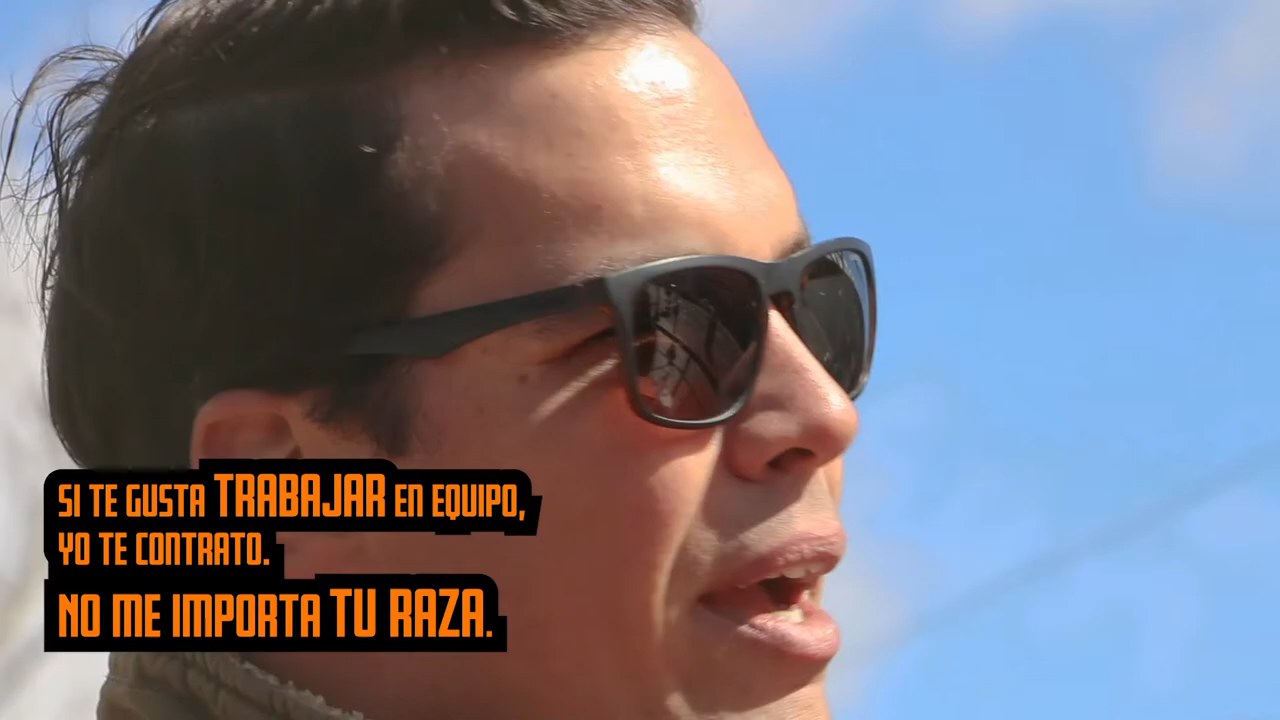 SI TE GUSTA TRABAJAR EN EQUIPO,
YO TE CONTRATO.
NO ME IMPORTA TU RAZA.